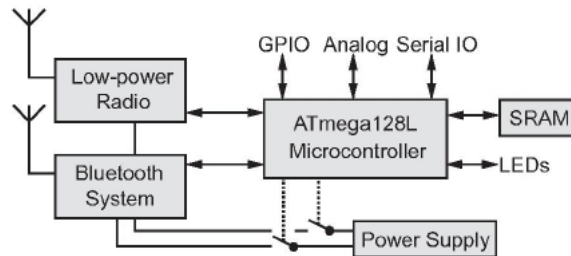 GPIO Analog Serial IO
Low-power
Radio
ATmega128L
Microcontroller
SRAM
LEDs
Bluetooth
System
Power Supply